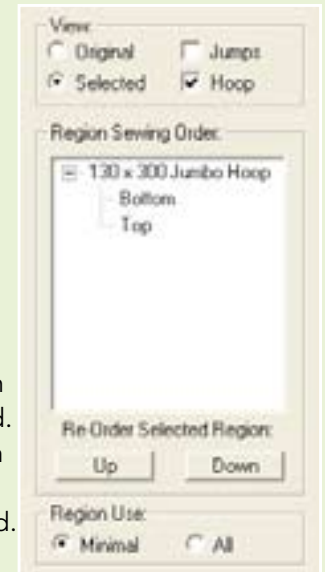 View:
Original Jumps
Selected Hoop
Region Sewing Order:
130 x 300 Jumbo Hoop
Bottom
Top
d.
Re-Order Selected Region:
Up Down
d.
Region Use:
Minimal All